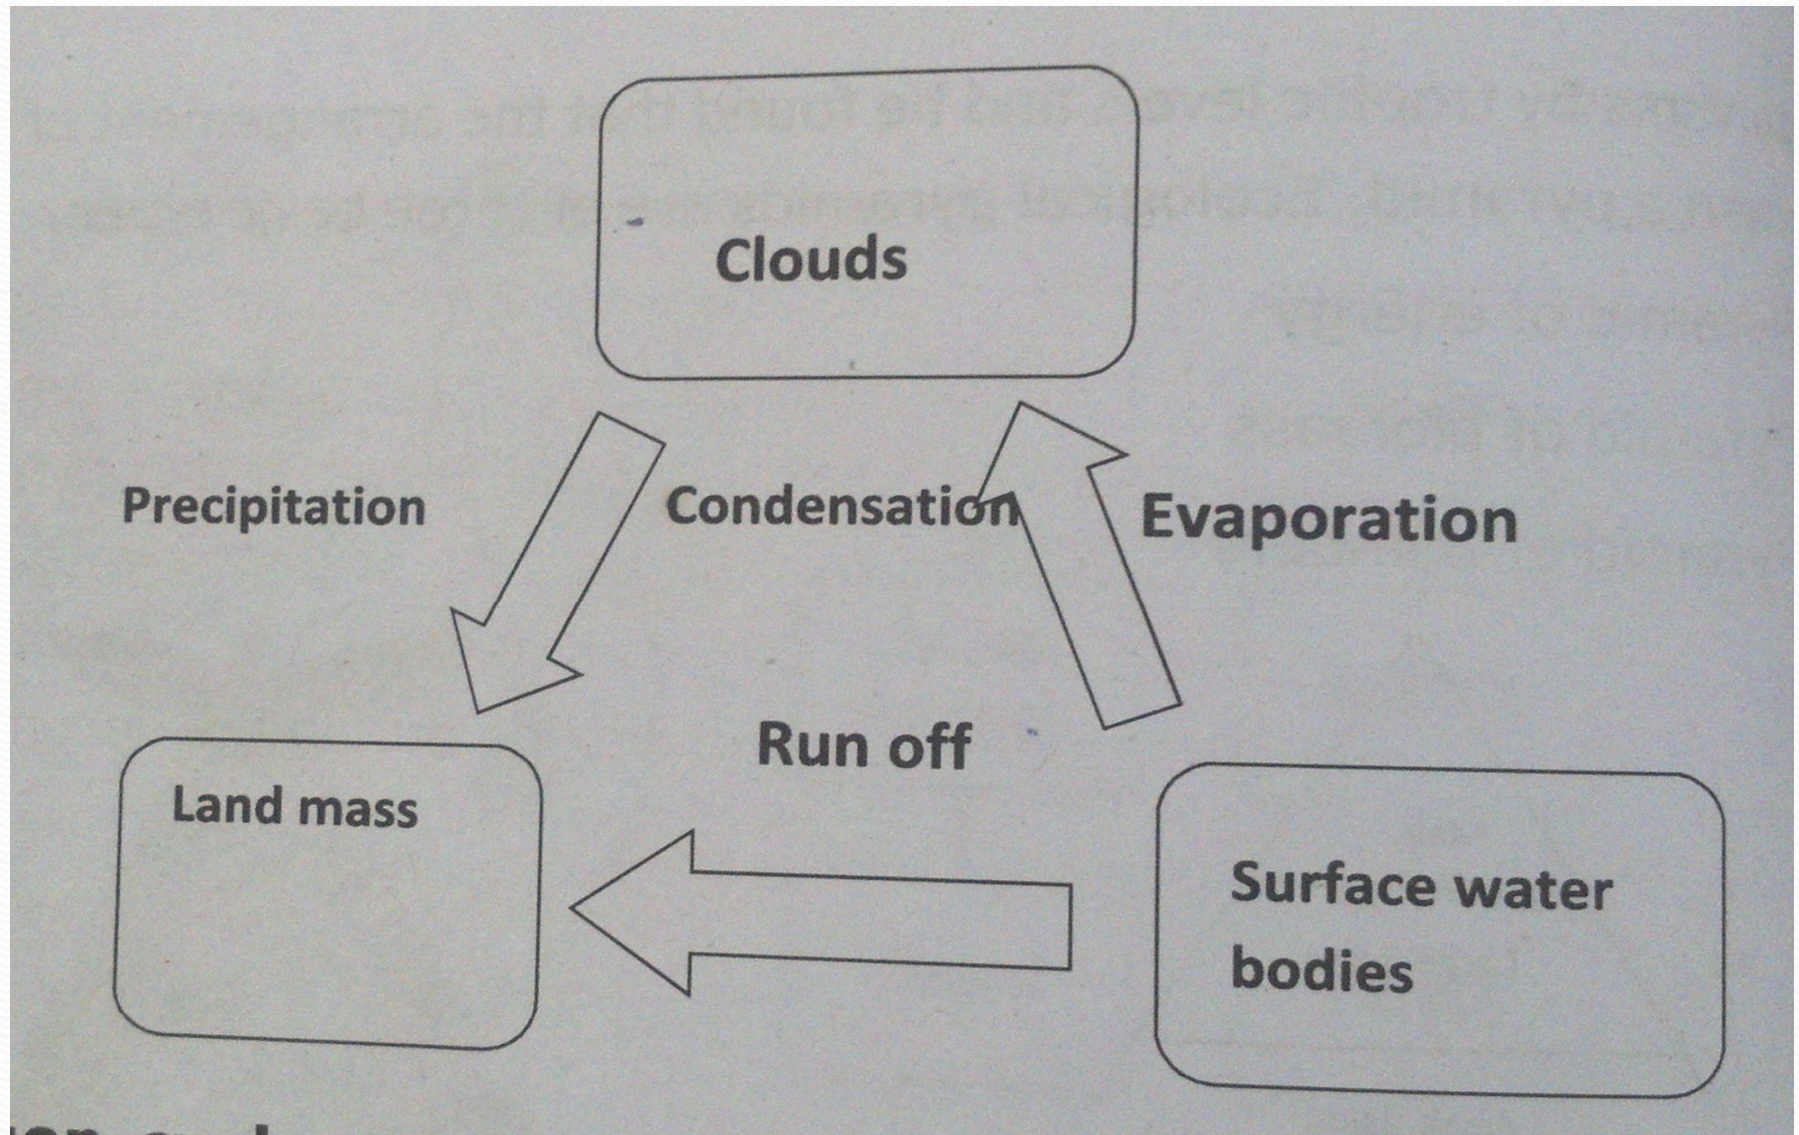 Clouds
Precipitation
Condensation
Evaporation
Run off
Land mass
Surface water
bodies